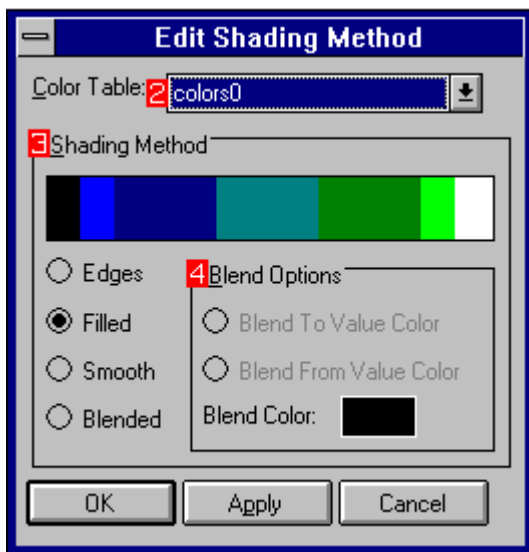 Edit Shading Method
Color Table: 2 colors0
3 Shading Method
Edges
4 Blend Options
Filled
Blend To Value Color
Smooth
Blend From Value Color
Blended
Blend Color:
OK
Apply
Cancel